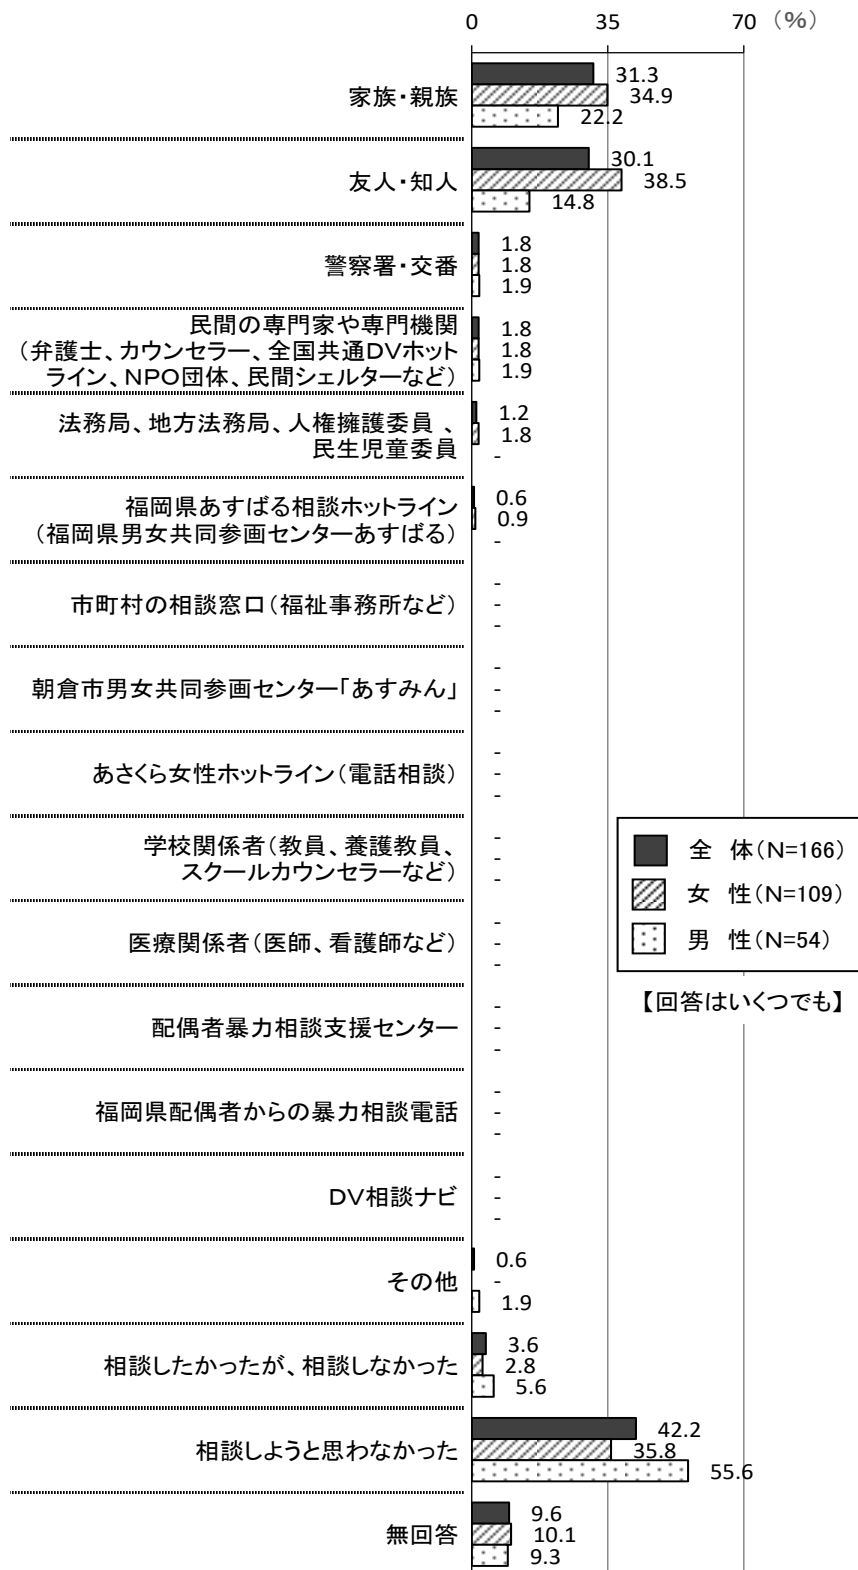 0 35 70 (％)
家族・親族
31.3
34.9
22.2
友人・知人
30.1
38.5
14.8
警察署・交番
1.8
1.8
1.9
民間の専門家や専門機関
（弁護士、カウンセラー、全国共通DVホット
ライン、NPO団体、民間シェルターなど）
1.8
1.8
1.9
法務局、地方法務局、人権擁護委員 、
民生児童委員
1.2
1.8
-
福岡県あすばる相談ホットライン
（福岡県男女共同参画センターあすばる）
0.6
0.9
-
市町村の相談窓口（福祉事務所など）
-
-
-
朝倉市男女共同参画センター「あすみん」
-
-
-
あさくら女性ホットライン（電話相談）
-
-
-
学校関係者（教員、養護教員、
スクールカウンセラーなど）
-
-
-
医療関係者（医師、看護師など）
-
-
-
配偶者暴力相談支援センター
-
-
-
福岡県配偶者からの暴力相談電話
-
-
-
DV相談ナビ
-
-
-
その他
0.6
-
1.9
相談したかったが、相談しなかった
3.6
2.8
5.6
相談しようと思わなかった
42.2
35.8
55.6
無回答
9.6
10.1
9.3
全　体（N=166）
女　性（N=109）
男　性（N=54）
【回答はいくつでも】